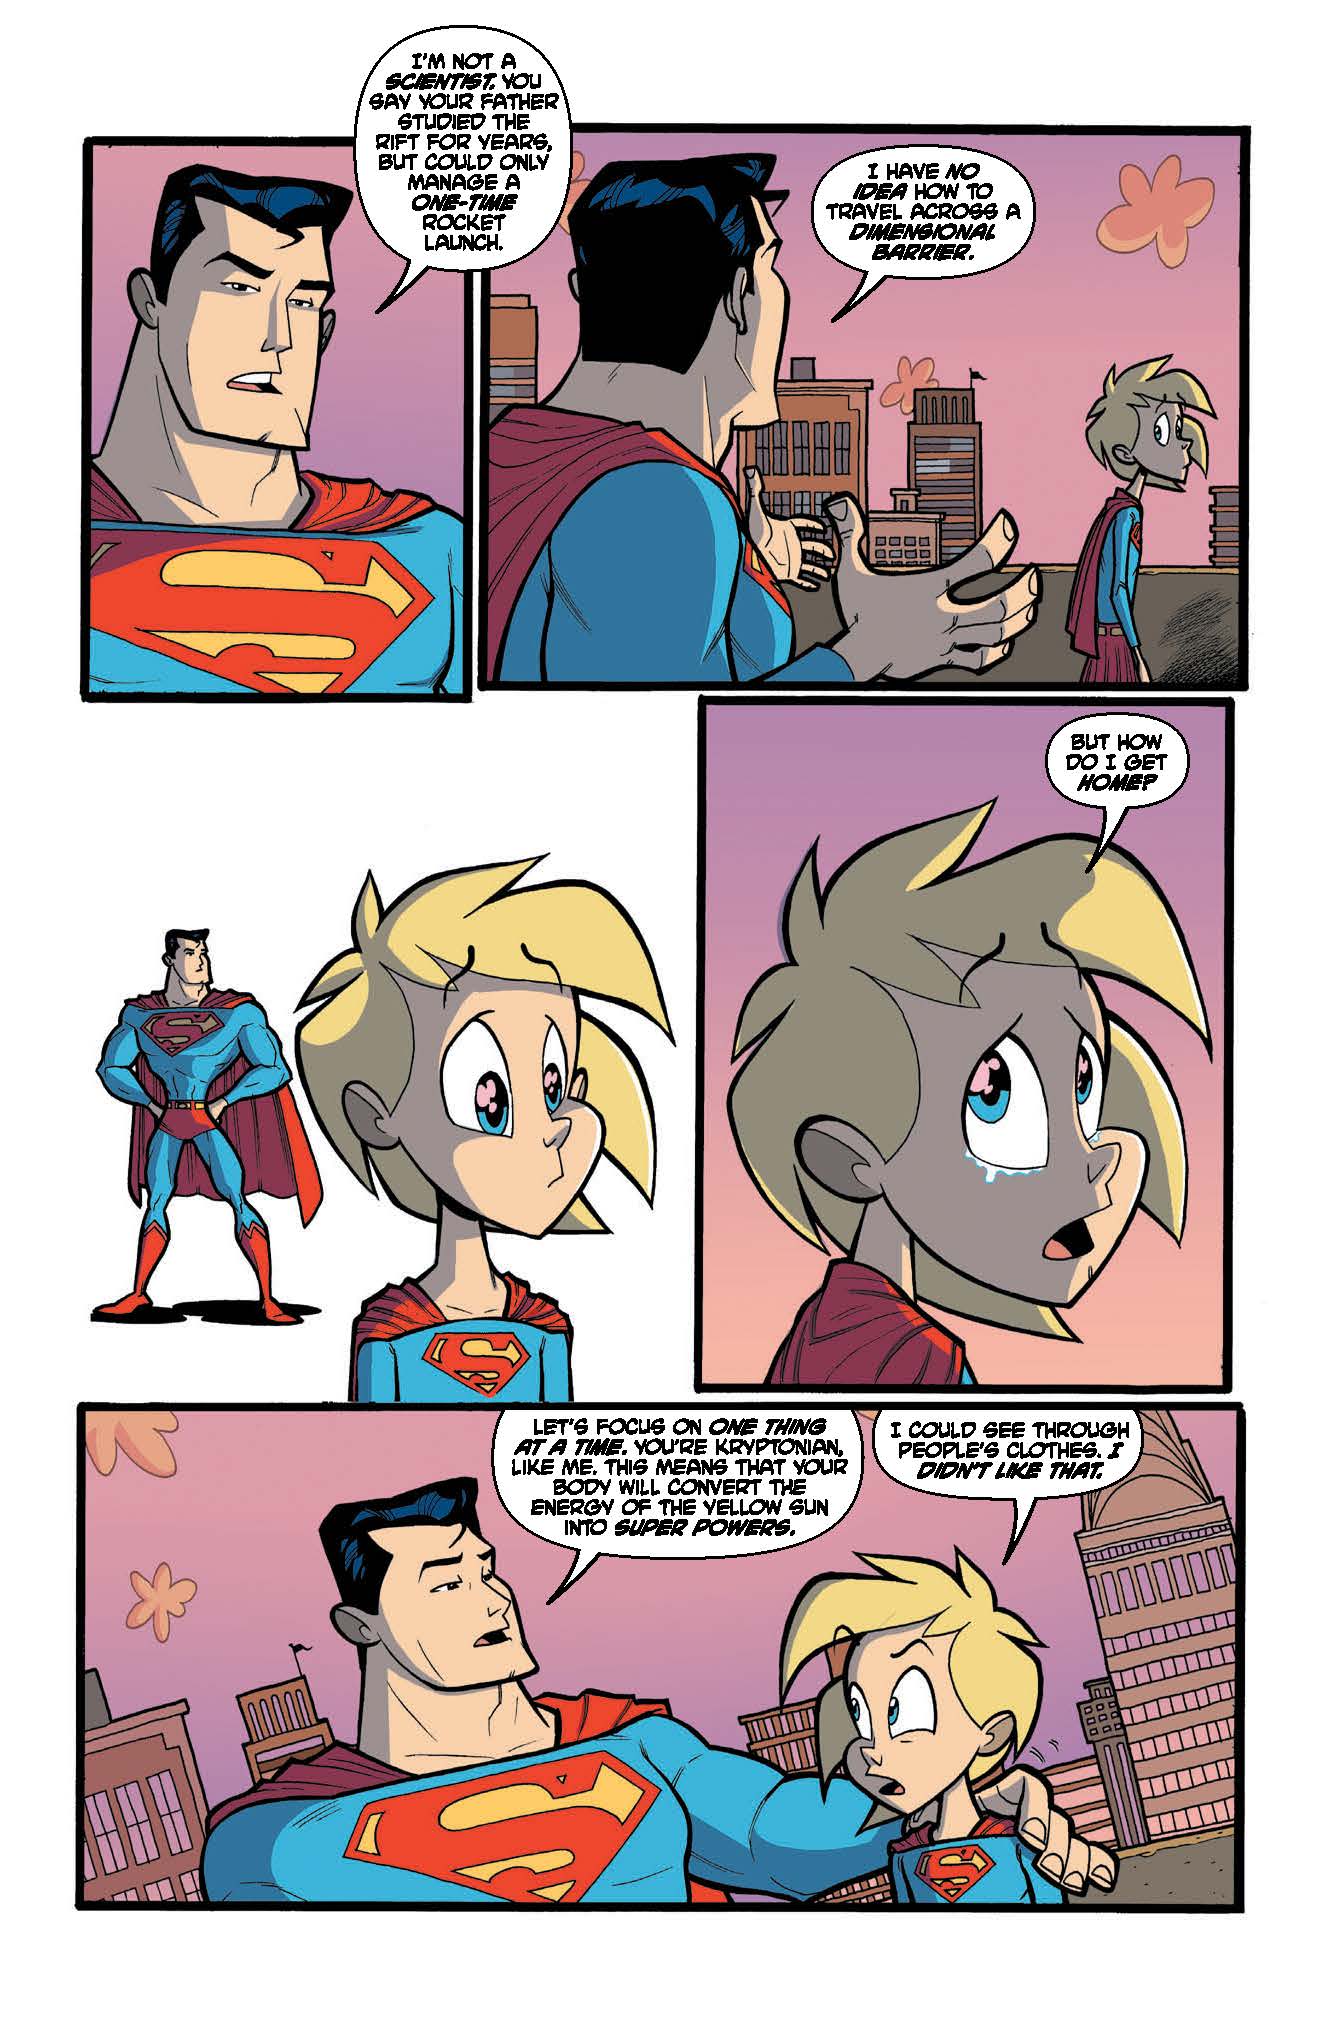 I'M NOT A
SCIENTIST. YOU
SAY YOUR FATHER
STUDIED THE
RIFT FOR YEARS,
BUT COULD ONLY
MANAGE A
ONE-TIME
ROCKET
LAUNCH.
I HAVE NO
IDEA HOW TO
TRAVEL ACROSS A
DIMENSIONAL
BARRIER.
BUT HOW
DO I GET
HOME?
LET'S FOCUS ON ONE THING
AT A TIME. YOU'RE KRYPTONIAN,
LIKE ME. THIS MEANS THAT YOUR
BODY WILL CONVERT THE
ENERGY OF THE YELLOW SUN
INTO SUPER POWERS.
I COULD SEE THROUGH
PEOPLE'S CLOTHES. I
DIDN'T LIKE THAT.